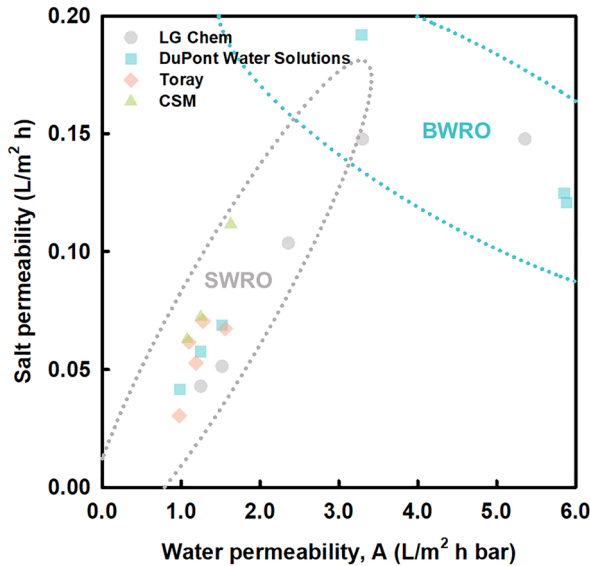 0.20
0.15
0.10
0.05
0.00
Salt permeability (L/m² h)
LG Chem
DuPont Water Solutions
Toray
CSM
BWRO
SWRO
0.0 1.0 2.0 3.0 4.0 5.0 6.0
Water permeability, A (L/m² h bar)